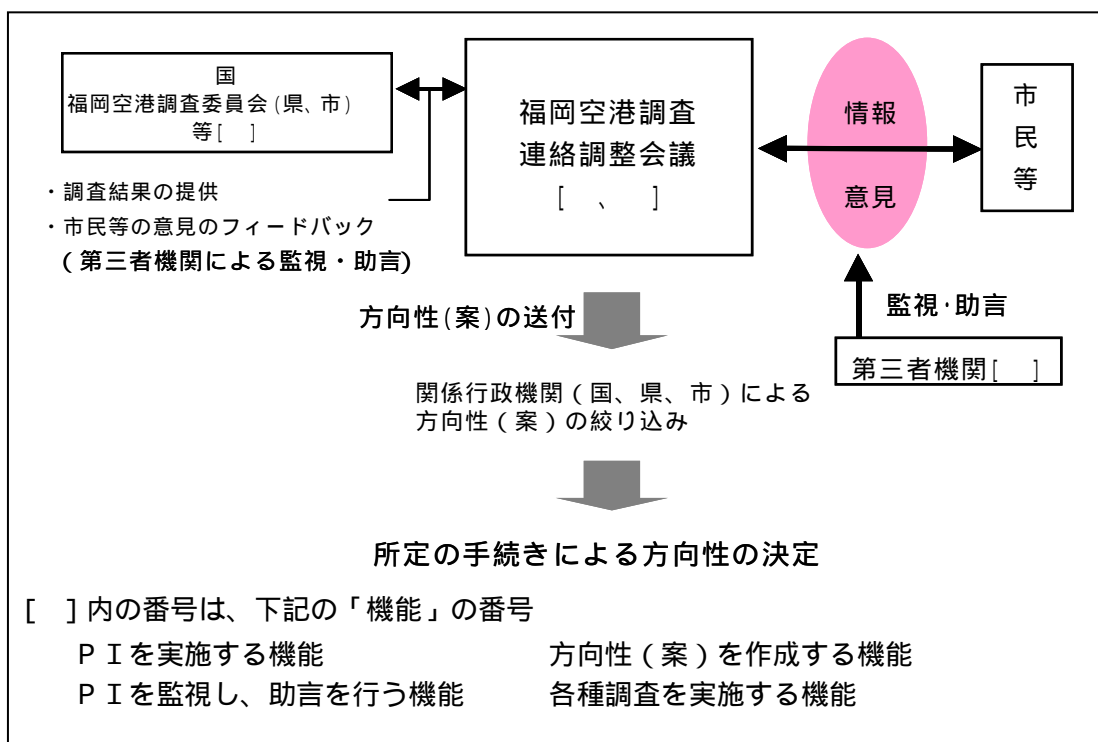 国
福岡空港調査委員会(県、市)
等[　]
福岡空港調査
連絡調整会議
[　、　]
情報
意見
市
民
等
・調査結果の提供
・市民等の意見のフィードバック
(第三者機関による監視・助言)
監視・助言
第三者機関[　]
方向性(案)の送付
関係行政機関（国、県、市）による
方向性（案）の絞り込み
所定の手続きによる方向性の決定
[　]内の番号は、下記の「機能」の番号
ＰＩを実施する機能　方向性（案）を作成する機能
ＰＩを監視し、助言を行う機能　各種調査を実施する機能